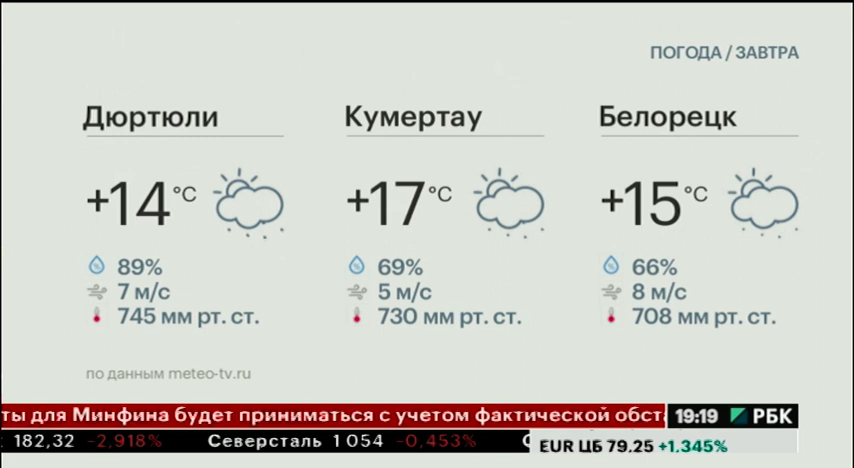 ПОГОДА / ЗАВТРА
Дюртюли
+14 °C
89%
7 м/с
745 мм рт. ст.
Кумертау
+17 °C
69%
5 м/с
730 мм рт. ст.
Белорецк
+15 °C
66%
8 м/с
708 мм рт. ст.
по данным meteo-tv.ru
для Минфина будет приниматься с учетом фактической
19:19 РБК
182,32 -2,918% Северсталь 1 054 -0,453%
EUR ЦБ 79,25 +1,345%